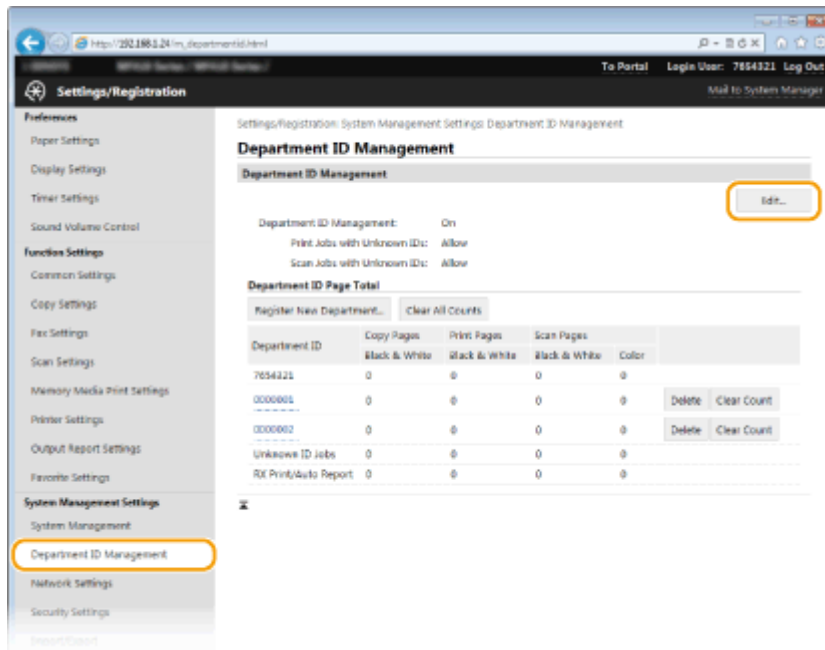 http://192.168.1.24/m_departmentid.html
To Portal Login User: 7654321 Log Out
Settings/Registration
Mail to System Manager
Preferences
Paper Settings
Display Settings
Timer Settings
Sound Volume Control
Function Settings
Common Settings
Copy Settings
Fax Settings
Scan Settings
Memory Media Print Settings
Printer Settings
Output Report Settings
Favorite Settings
System Management Settings
System Management
Department ID Management
Network Settings
Security Settings
Import/Export
Settings/Registration: System Management Settings: Department ID Management
Department ID Management
Department ID Management
Edit...
Department ID Management: On
Print Jobs with Unknown IDs: Allow
Scan Jobs with Unknown IDs: Allow
Department ID Page Total
Register New Department... Clear All Counts
Department ID Copy Pages Print Pages Scan Pages
Black & White Black & White Black & White Color
7654321 0 0 0 0
0000001 0 0 0 0 Delete Clear Count
0000002 0 0 0 0 Delete Clear Count
Unknown ID Jobs 0 0 0 0
RX Print/Auto Report 0 0 0 0